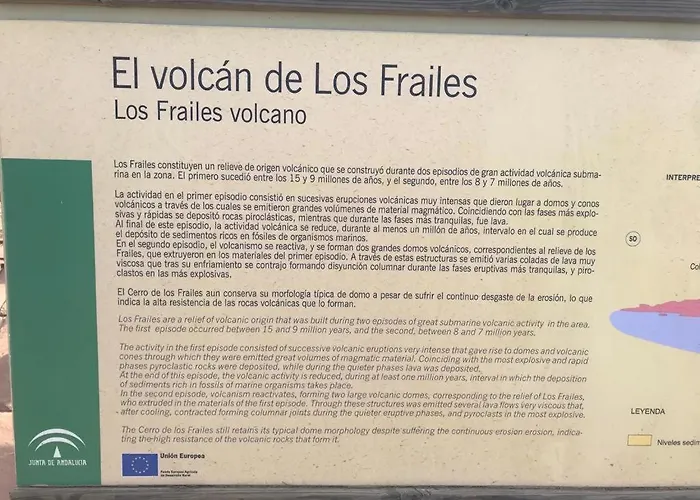 El volcán de Los Frailes
Los Frailes volcano
Los Frailes constituyen un relieve de origen volcánico que se construyó durante dos episodios de gran actividad volcánica subma-
rina en la zona. El primero sucedió entre los 15 y 9 millones de años, y el segundo, entre los 8 y 7 millones de años.
La actividad en el primer episodio consistió en sucesivas erupciones volcánicas muy intensas que dieron lugar a domos y conos
volcánicos a través de los cuales se emitieron grandes volúmenes de material magmático. Coincidiendo con las fases más explo-
sivas y rápidas se depositó rocas piroclásticas, mientras que durante las fases más tranquilas, fue lava.
Al final de este episodio, la actividad volcánica se reduce, durante al menos un millón de años, intervalo en el cual se produce
el depósito de sedimentos ricos en fósiles de organismos marinos.
En el segundo episodio, el volcanismo se reactiva, y se forman dos grandes domos volcánicos, correspondientes al relieve de los
Frailes, que extruyeron en los materiales del primer episodio. A través de estas estructuras se emitió varias coladas de lava muy
viscosa que tras su enfriamiento se contrajo formando disyunción columnar durante las fases eruptivas más tranquilas, y piro-
clastos en las más explosivas.
El Cerro de los Frailes aun conserva su morfología típica de domo a pesar de sufrir el continuo desgaste de la erosión, lo que
indica la alta resistencia de las rocas volcánicas que lo forman.
Los Frailes are a relief of volcanic origin that was built during two episodes of great submarine volcanic activity in the area.
The first episode occurred between 15 and 9 million years, and the second, between 8 and 7 million years.
The activity in the first episode consisted of successive volcanic eruptions very intense that gave rise to domes and volcanic
cones through which they were emitted great volumes of magmatic material. Coinciding with the most explosive and rapid
phases pyroclastic rocks were deposited, while during the quieter phases lava was deposited.
At the end of this episode, the volcanic activity is reduced, during at least one million years, interval in which the deposition
of sediments rich in fossils of marine organisms takes place.
In the second episode, volcanism reactivates, forming two large volcanic domes, corresponding to the relief of Los Frailes,
who extruded in the materials of the first episode. Through these structures was emitted several lava flows very viscous that,
after cooling, contracted forming columnar joints during the quieter eruptive phases, and pyroclasts in the most explosive.
The Cerro de los Frailes still retains its typical dome morphology despite suffering the continuous erosion erosion, indica-
ting the high resistance of the volcanic rocks that form it.
JUNTA DE ANDALUCIA
Unión Europea
Fondo Europeo Agrícola
de Desarrollo Rural
INTERPRE
SO
Col
LEYENDA
Niveles sedim